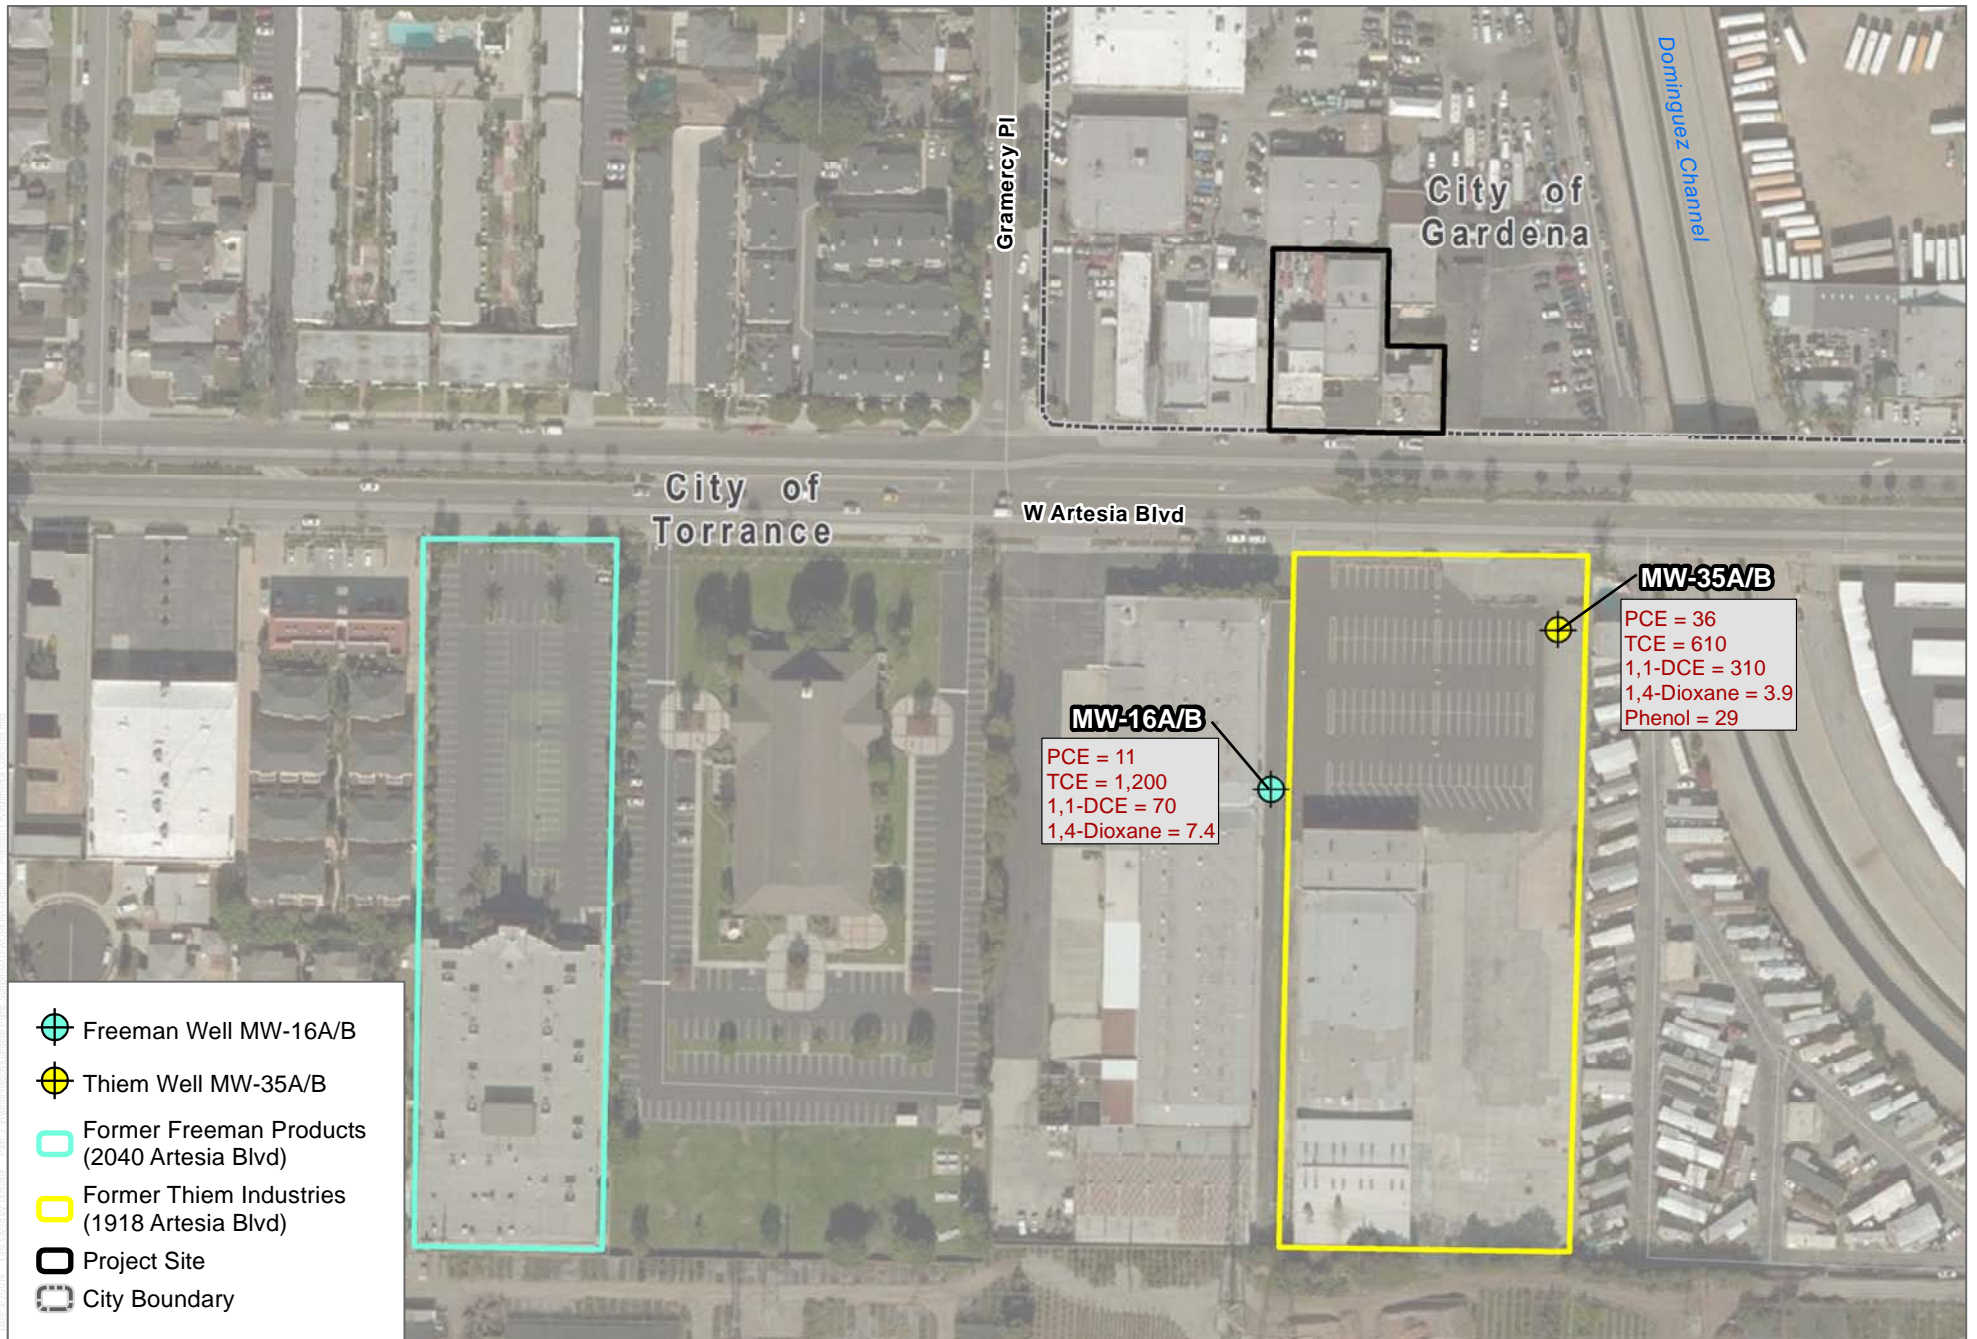 Gramercy Pl
Dominguez Channel
City of
Gardena
City of
Torrance
W Artesia Blvd
MW-35A/B
PCE = 36
TCE = 610
1,1-DCE = 310
1,4-Dioxane = 3.9
Phenol = 29
MW-16A/B
PCE = 11
TCE = 1,200
1,1-DCE = 70
1,4-Dioxane = 7.4
Freeman Well MW-16A/B
Thiem Well MW-35A/B
Former Freeman Products
(2040 Artesia Blvd)
Former Thiem Industries
(1918 Artesia Blvd)
Project Site
City Boundary